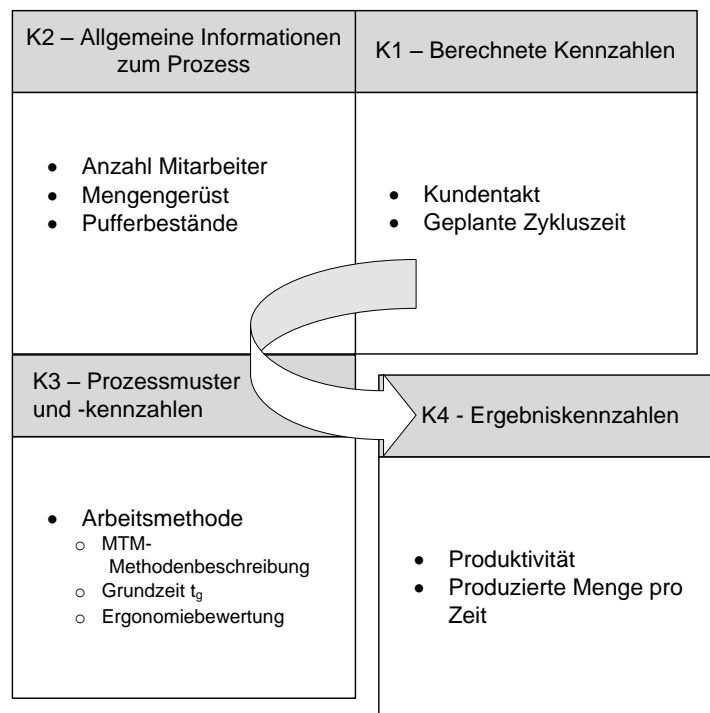 K2 – Allgemeine Informationen
zum Prozess
K1 – Berechnete Kennzahlen
• Anzahl Mitarbeiter
• Mengengerüst
• Pufferbestände
• Kundentakt
• Geplante Zykluszeit
K3 – Prozessmuster
und -kennzahlen
K4 - Ergebniskennzahlen
• Arbeitsmethode
○ MTM-
Methodenbeschreibung
○ Grundzeit tg
○ Ergonomiebewertung
• Produktivität
• Produzierte Menge pro
Zeit